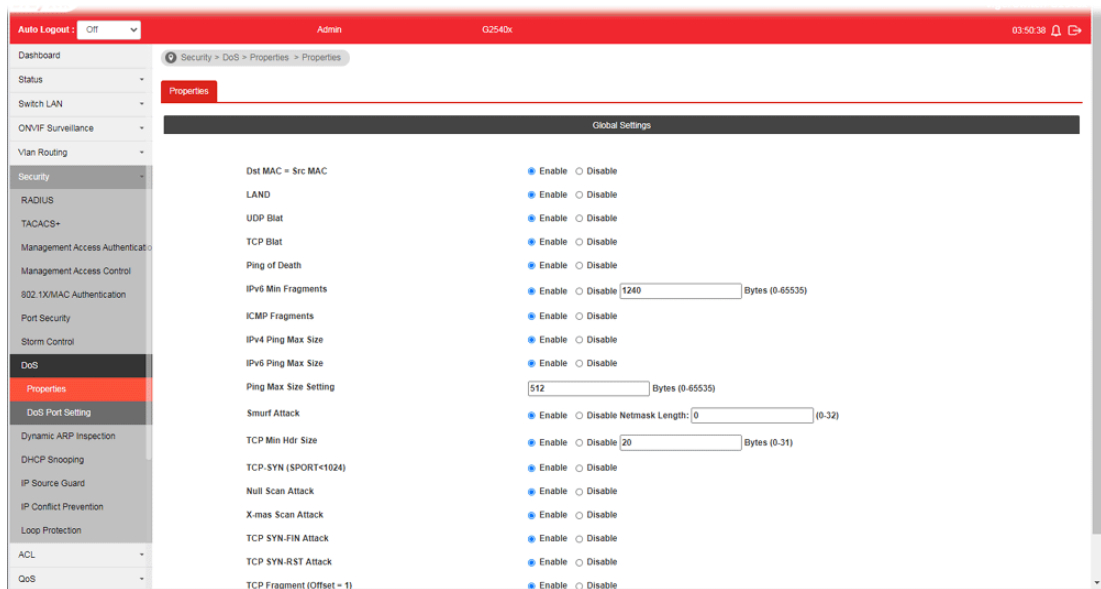 Auto Logout : Off Admin G2540x 03:50:38
Dashboard
Status
Switch LAN
ONVIF Surveillance
Vlan Routing
Security
RADIUS
TACACS+
Management Access Authenticatio
Management Access Control
802.1X/MAC Authentication
Port Security
Storm Control
DoS
Properties
DoS Port Setting
Dynamic ARP Inspection
DHCP Snooping
IP Source Guard
IP Conflict Prevention
Loop Protection
ACL
QoS
Security > DoS > Properties > Properties
Properties
Global Settings
Dst MAC = Src MAC Enable Disable
LAND Enable Disable
UDP Blat Enable Disable
TCP Blat Enable Disable
Ping of Death Enable Disable
IPv6 Min Fragments Enable Disable 1240 Bytes (0-65535)
ICMP Fragments Enable Disable
IPv4 Ping Max Size Enable Disable
IPv6 Ping Max Size Enable Disable
Ping Max Size Setting 512 Bytes (0-65535)
Smurf Attack Enable Disable Netmask Length: 0 (0-32)
TCP Min Hdr Size Enable Disable 20 Bytes (0-31)
TCP-SYN (SPORT<1024) Enable Disable
Null Scan Attack Enable Disable
X-mas Scan Attack Enable Disable
TCP SYN-FIN Attack Enable Disable
TCP SYN-RST Attack Enable Disable
TCP Fragment (Offset = 1) Enable Disable